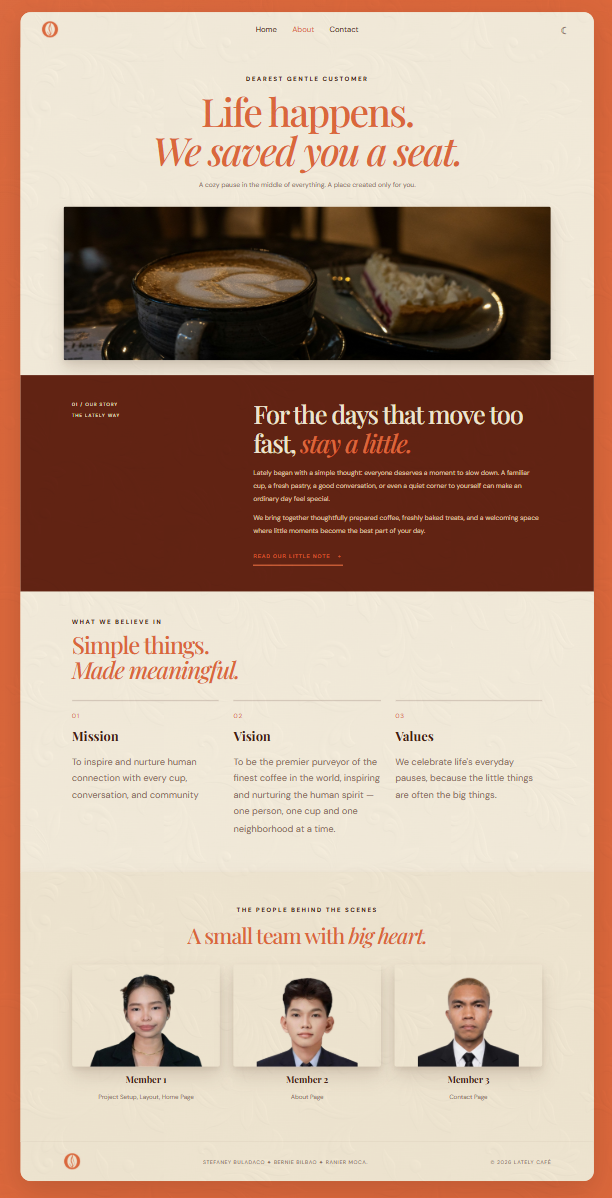 Home About Contact
DEAREST GENTLE CUSTOMER
Life happens.
We saved you a seat.
A cozy pause in the middle of everything. A place created only for you.
01 / OUR STORY
THE LATELY WAY
For the days that move too
fast, stay a little.
Lately began with a simple thought: everyone deserves a moment to slow down. A familiar
cup, a fresh pastry, a good conversation, or even a quiet corner to yourself can make an
ordinary day feel special.
We bring together thoughtfully prepared coffee, freshly baked treats, and a welcoming space
where little moments become the best part of your day.
READ OUR LITTLE NOTE
WHAT WE BELIEVE IN
Simple things.
Made meaningful.
01
Mission
To inspire and nurture human
connection with every cup,
conversation, and community
02
Vision
To be the premier purveyor of the
finest coffee in the world, inspiring
and nurturing the human spirit —
one person, one cup and one
neighborhood at a time.
03
Values
We celebrate life's everyday
pauses, because the little things
are often the big things.
THE PEOPLE BEHIND THE SCENES
A small team with big heart.
Member 1
Project Setup, Layout, Home Page
Member 2
About Page
Member 3
Contact Page
STEFANEY BULADACO • BERNIE BILBAO • RANIER MOCA.
© 2026 LATELY CAFÉ